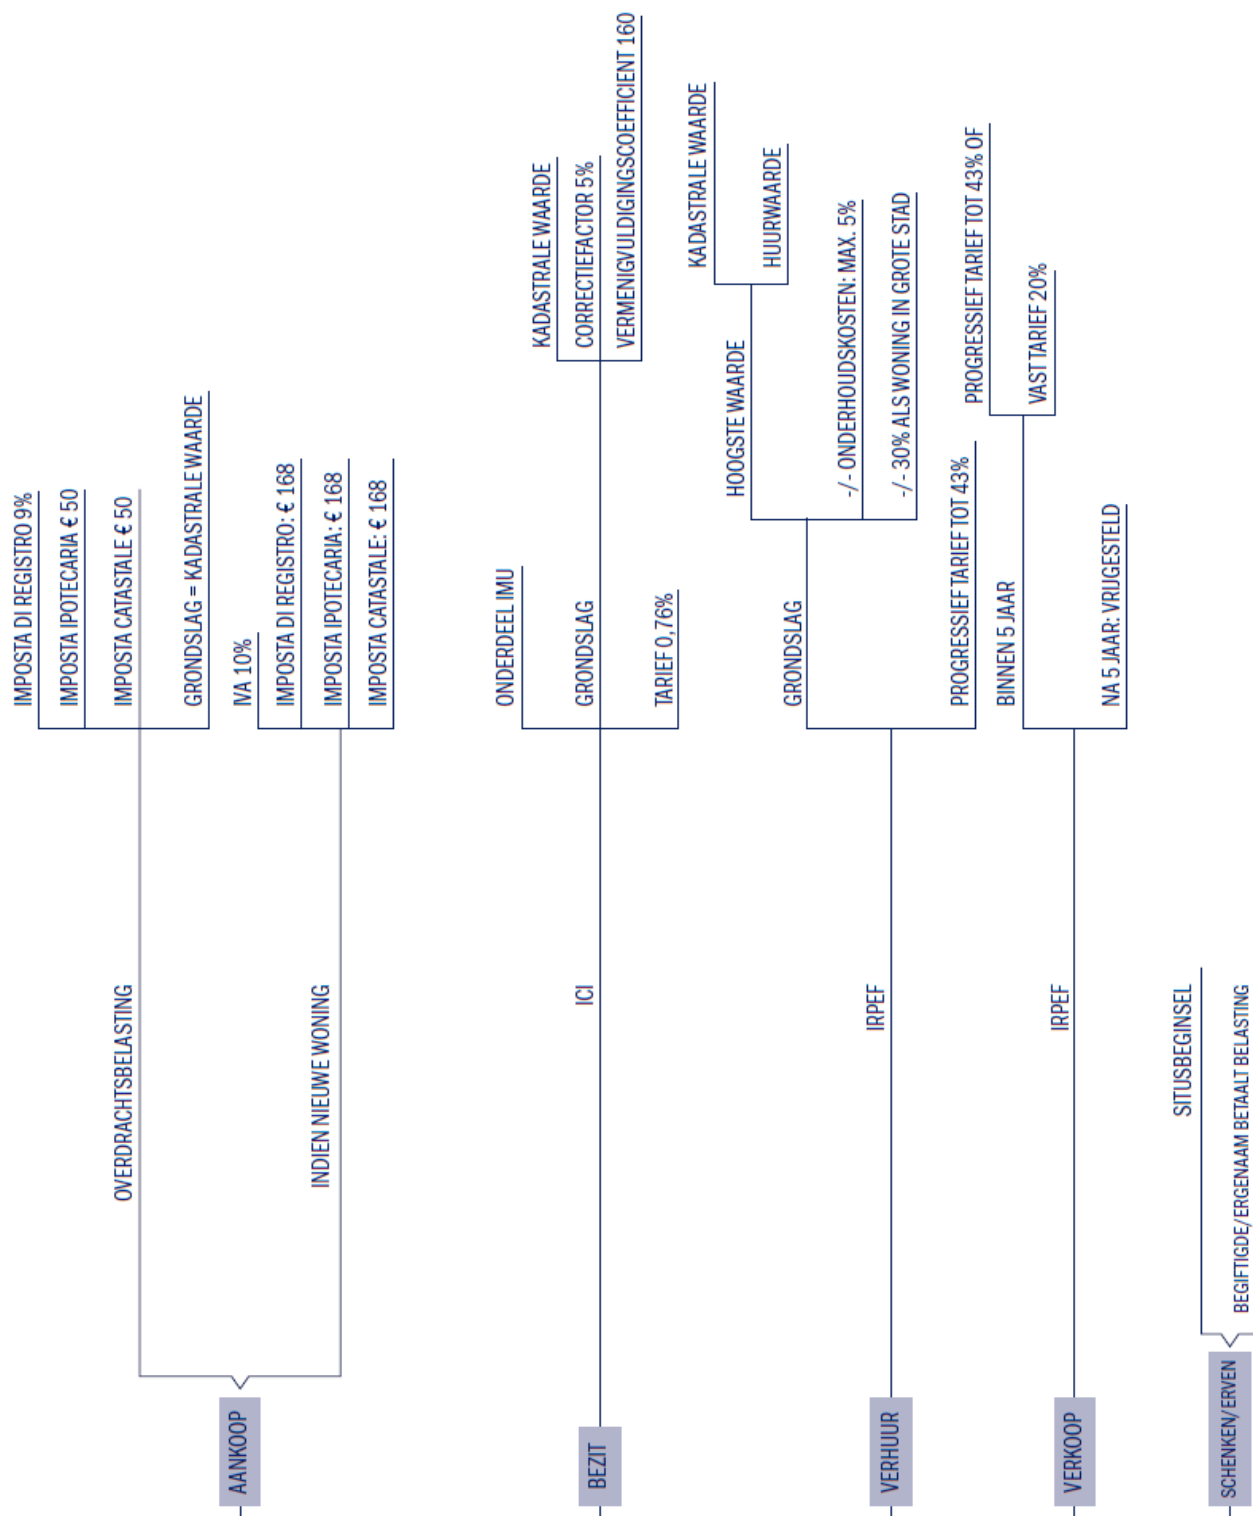 AANKOOP
OVERDRACHTSBELASTING
IMPOSTA DI REGISTRO 9%
IMPOSTA IPOTECARIA € 50
IMPOSTA CATASTALE € 50
GRONDSLAG = KADASTRALE WAARDE
INDIEN NIEUWE WONING
IVA 10%
IMPOSTA DI REGISTRO: € 168
IMPOSTA IPOTECARIA: € 168
IMPOSTA CATASTALE: € 168
BEZIT
ICI
ONDERDEEL IMU
GRONDSLAG
KADASTRALE WAARDE
CORRECTIEFACTOR 5%
VERMENIGVULDIGINGSCOEFFICIENT 160
TARIEF 0,76%
VERHUUR
IRPEF
GRONDSLAG
HOOGSTE WAARDE
KADASTRALE WAARDE
HUURWAARDE
-/- ONDERHOUDSKOSTEN: MAX. 5%
-/- 30% ALS WONING IN GROTE STAD
PROGRESSIEF TARIEF TOT 43%
VERKOOP
IRPEF
BINNEN 5 JAAR
PROGRESSIEF TARIEF TOT 43% OF
VAST TARIEF 20%
NA 5 JAAR: VRIJGESTELD
SCHENKEN/ERVEN
SITUSBEGINSEL
BEGIFTIGDE/ERGENAAM BETAALT BELASTING